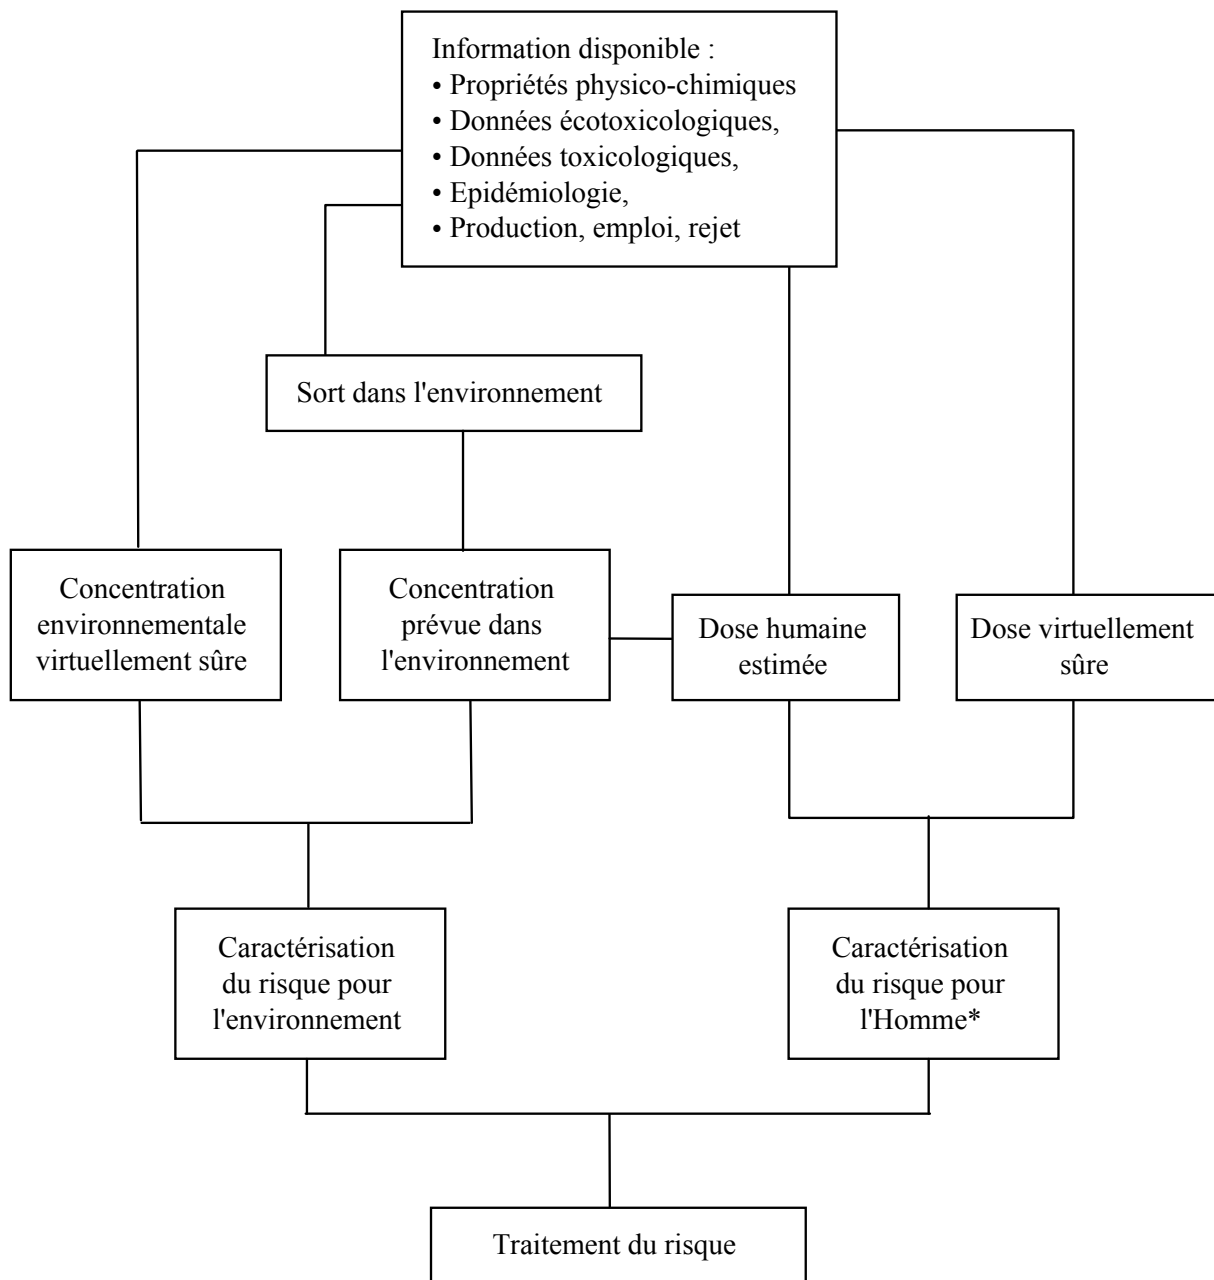 Information disponible :
• Propriétés physico-chimiques
• Données écotoxicologiques,
• Données toxicologiques,
• Epidémiologie,
• Production, emploi, rejet
Sort dans l'environnement
Concentration
environnementale
virtuellement sûre
Concentration
prévue dans
l'environnement
Dose humaine
estimée
Dose virtuellement
sûre
Caractérisation
du risque pour
l'environnement
Caractérisation
du risque pour
l'Homme*
Traitement du risque